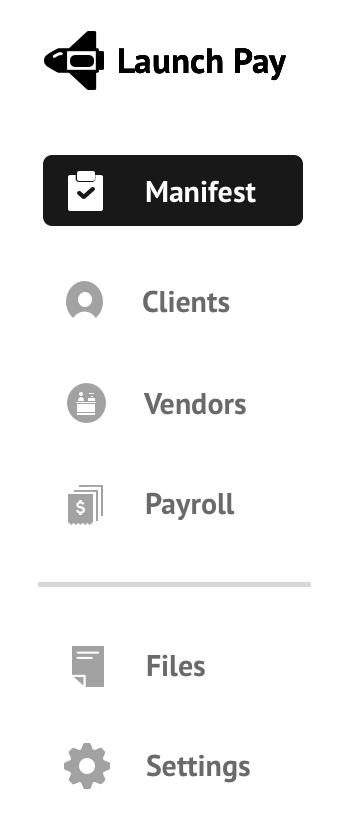 Launch Pay
Manifest
Clients
Vendors
$ Payroll
Files
Settings